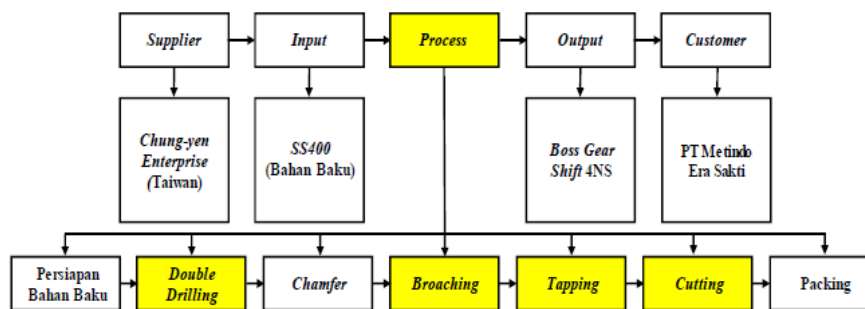 Supplier
Input
Process
Output
Customer
Chung-yen
Enterprise
(Taiwan)
SS400
(Bahan Baku)
Boss Gear
Shift 4NS
PT Metindo
Era Sakti
Persiapan
Bahan Baku
Double
Drilling
Chamfer
Broaching
Tapping
Cutting
Packing